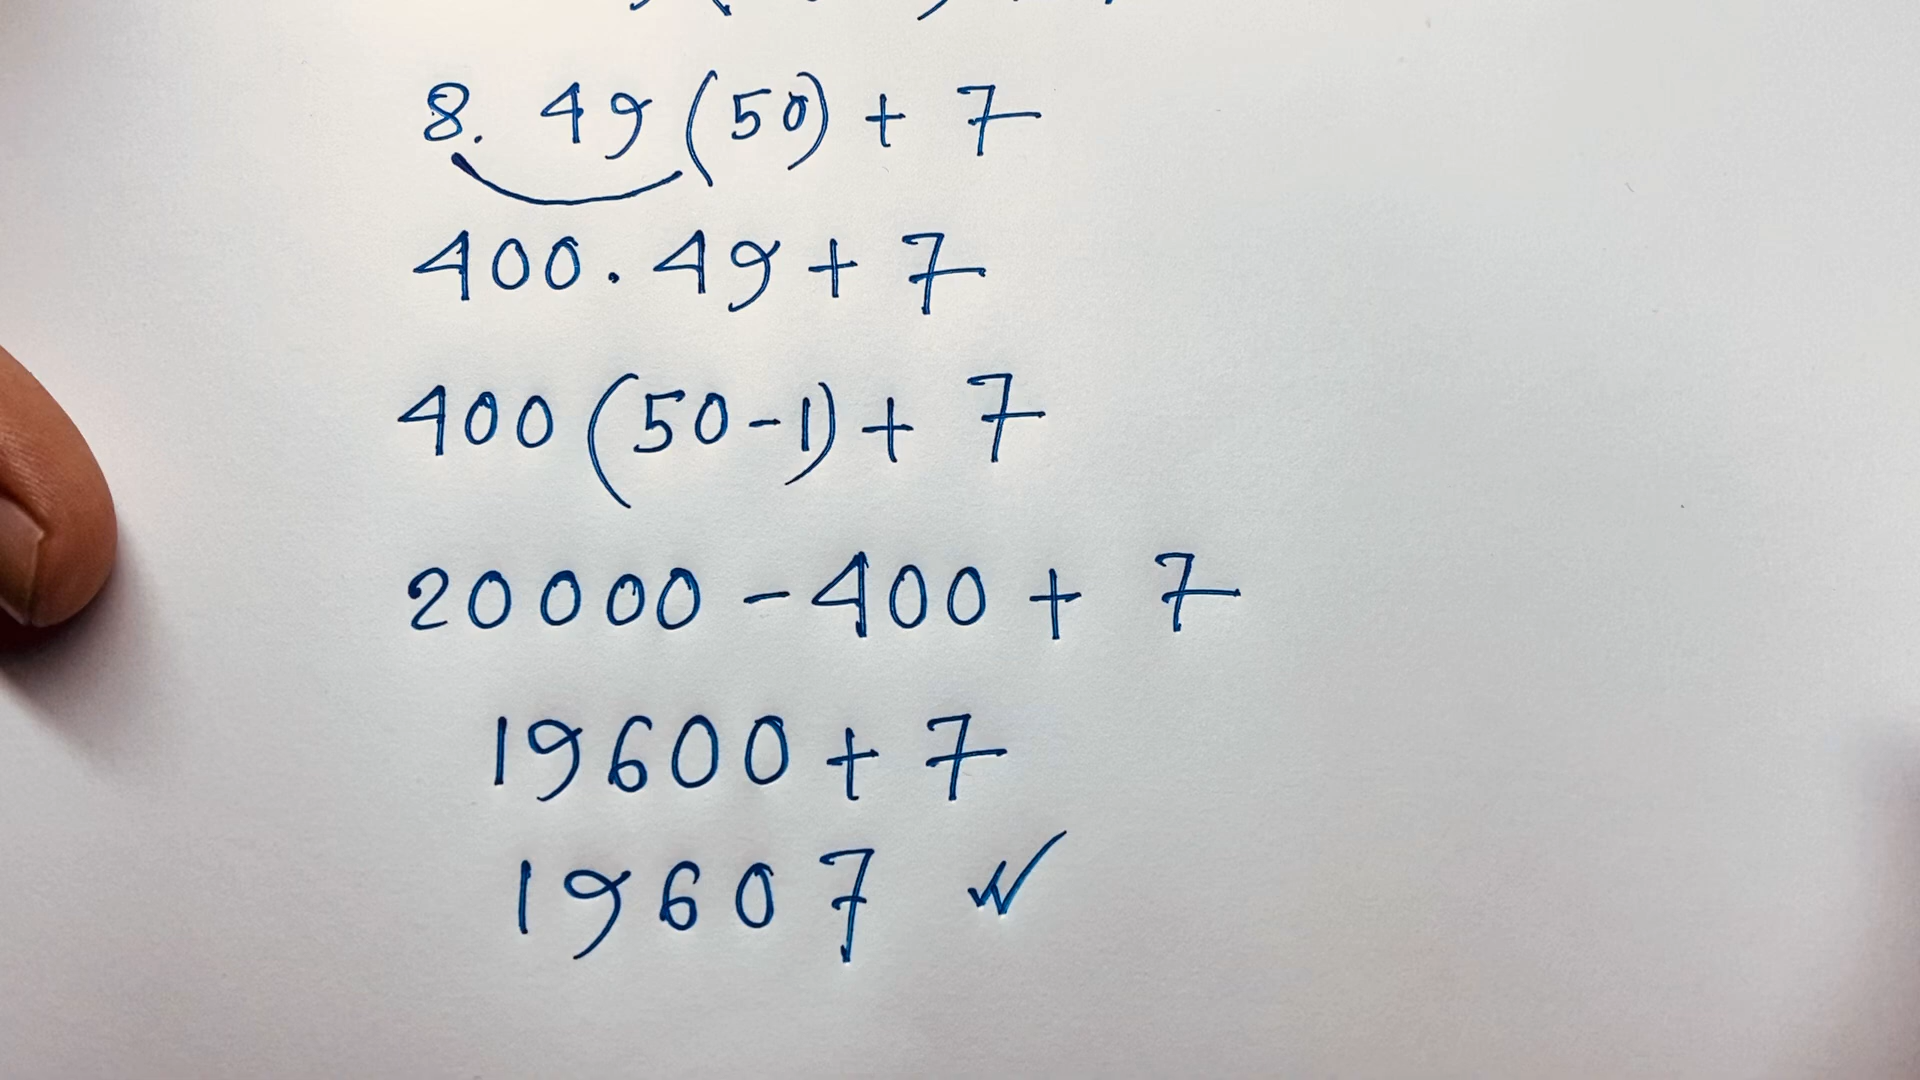 8. 49 (50) + 7
400 . 49 + 7
400 (50 - 1) + 7
20000 - 400 + 7
19600 + 7
19607 ✓